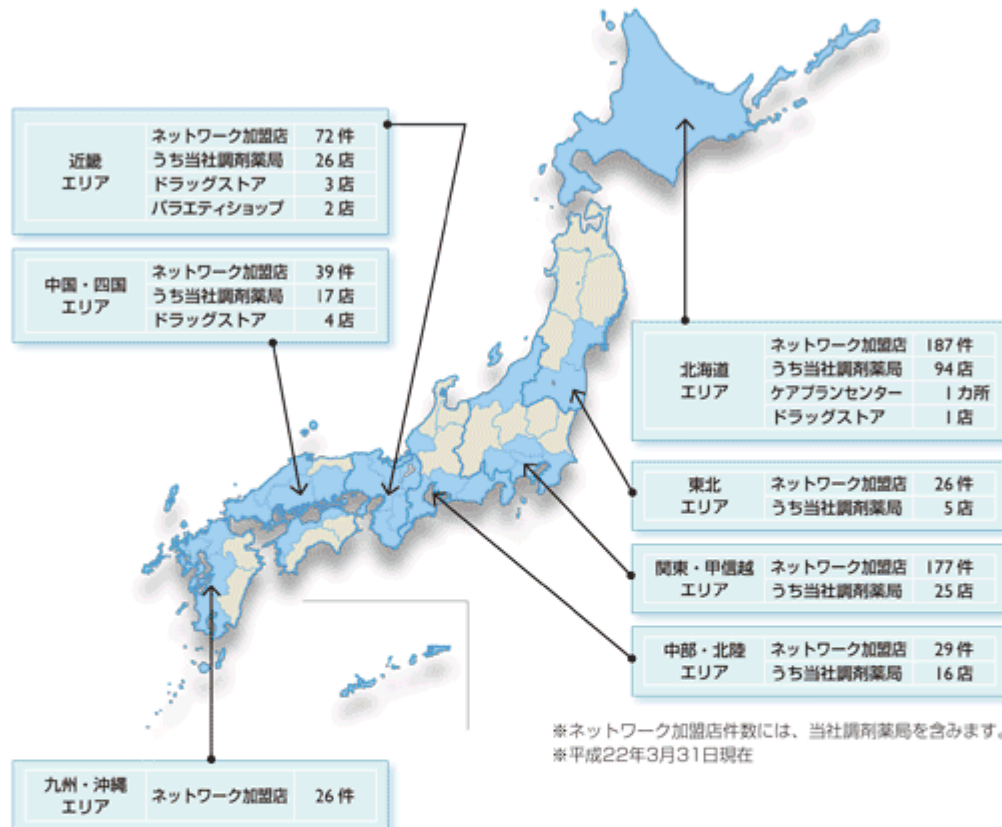 近畿
エリア
ネットワーク加盟店 72件
うち当社調剤薬局 26店
ドラッグストア 3店
バラエティショップ 2店
中国・四国
エリア
ネットワーク加盟店 39件
うち当社調剤薬局 17店
ドラッグストア 4店
北海道
エリア
ネットワーク加盟店 187件
うち当社調剤薬局 94店
ケアプランセンター 1カ所
ドラッグストア 1店
東北
エリア
ネットワーク加盟店 26件
うち当社調剤薬局 5店
関東・甲信越
エリア
ネットワーク加盟店 177件
うち当社調剤薬局 25店
中部・北陸
エリア
ネットワーク加盟店 29件
うち当社調剤薬局 16店
※ネットワーク加盟店件数には、当社調剤薬局を含みます。
※平成22年3月31日現在
九州・沖縄
エリア
ネットワーク加盟店 26件